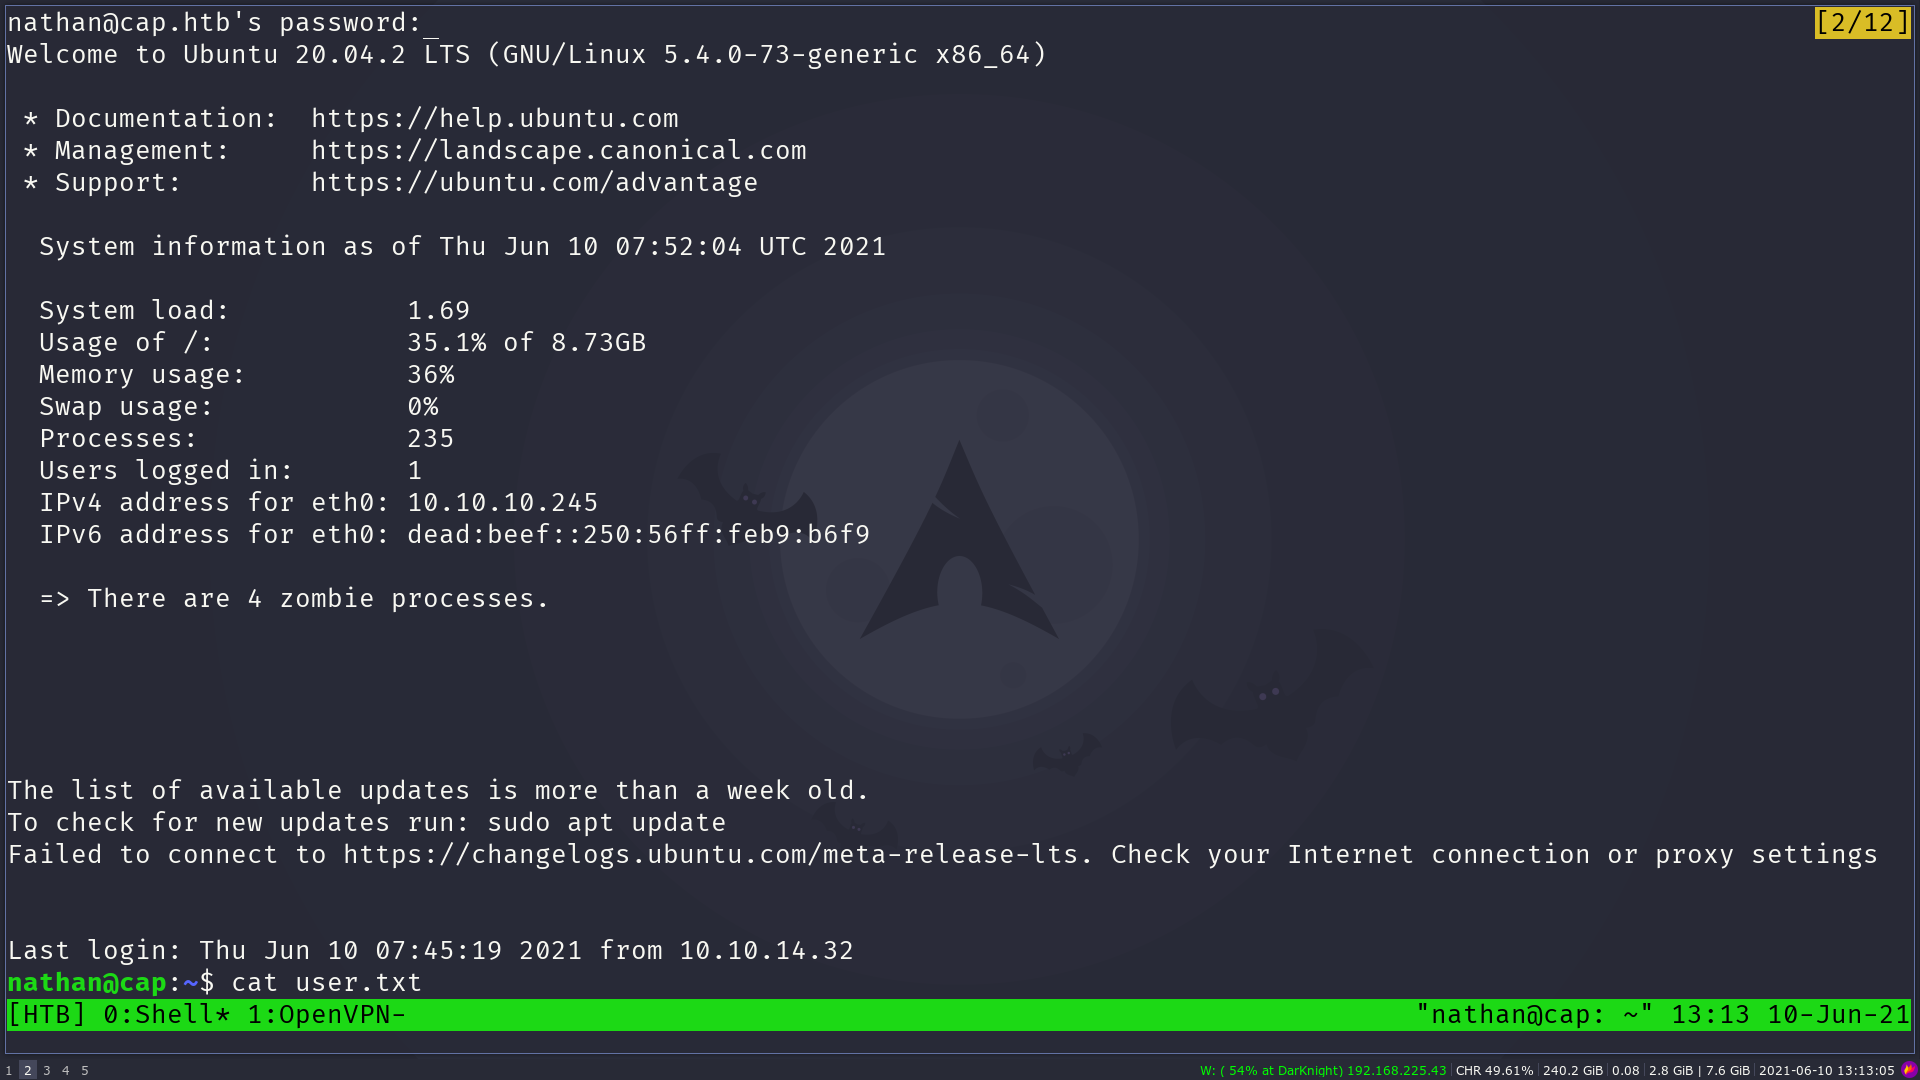 nathan@cap.htb's password:_ [2/12]
Welcome to Ubuntu 20.04.2 LTS (GNU/Linux 5.4.0-73-generic x86_64)
* Documentation:  https://help.ubuntu.com
* Management:     https://landscape.canonical.com
* Support:        https://ubuntu.com/advantage
System information as of Thu Jun 10 07:52:04 UTC 2021
System load:           1.69
Usage of /:            35.1% of 8.73GB
Memory usage:          36%
Swap usage:            0%
Processes:             235
Users logged in:       1
IPv4 address for eth0: 10.10.10.245
IPv6 address for eth0: dead:beef::250:56ff:feb9:b6f9
=> There are 4 zombie processes.
The list of available updates is more than a week old.
To check for new updates run: sudo apt update
Failed to connect to https://changelogs.ubuntu.com/meta-release-lts. Check your Internet connection or proxy settings
Last login: Thu Jun 10 07:45:19 2021 from 10.10.14.32
nathan@cap:~$ cat user.txt
[HTB] 0:Shell* 1:OpenVPN- "nathan@cap: ~" 13:13 10-Jun-21
1 2 3 4 5 W: ( 54% at DarKnight) 192.168.225.43 | CHR 49.61% | 240.2 GiB | 0.08 | 2.8 GiB | 7.6 GiB | 2021-06-10 13:13:05